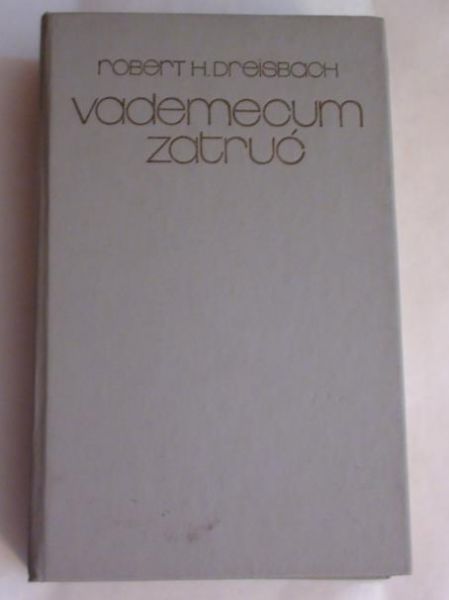 robert H. Dreisbach
vademecum
zatruć